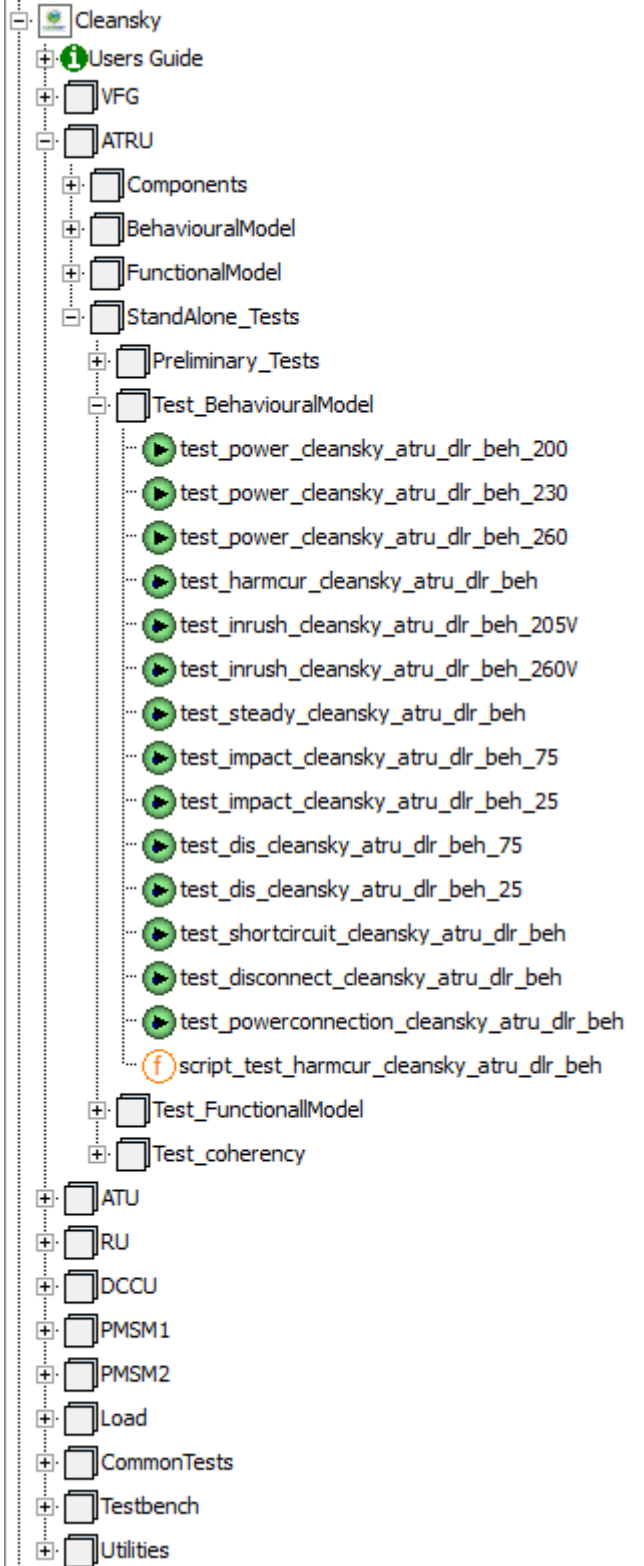 Cleansky
Users Guide
VFG
ATRU
Components
BehaviouralModel
FunctionalModel
StandAlone_Tests
Preliminary_Tests
Test_BehaviouralModel
test_power_cleansky_atru_dlr_beh_200
test_power_cleansky_atru_dlr_beh_230
test_power_cleansky_atru_dlr_beh_260
test_harmcur_cleansky_atru_dlr_beh
test_inrush_cleansky_atru_dlr_beh_205V
test_inrush_cleansky_atru_dlr_beh_260V
test_steady_cleansky_atru_dlr_beh
test_impact_cleansky_atru_dlr_beh_75
test_impact_cleansky_atru_dlr_beh_25
test_dis_cleansky_atru_dlr_beh_75
test_dis_cleansky_atru_dlr_beh_25
test_shortcircuit_cleansky_atru_dlr_beh
test_disconnect_cleansky_atru_dlr_beh
test_powerconnection_cleansky_atru_dlr_beh
script_test_harmcur_cleansky_atru_dlr_beh
Test_FunctionallModel
Test_coherency
ATU
RU
DCCU
PMSM1
PMSM2
Load
CommonTests
Testbench
Utilities